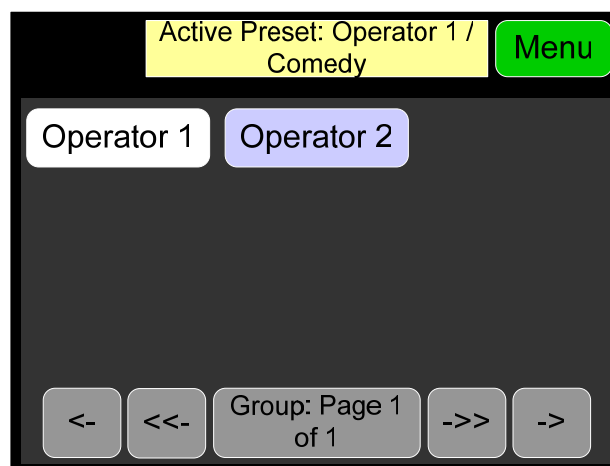 Active Preset: Operator 1 /
Comedy
Menu
Operator 1
Operator 2
<-
<<-
Group: Page 1
of 1
->>
->